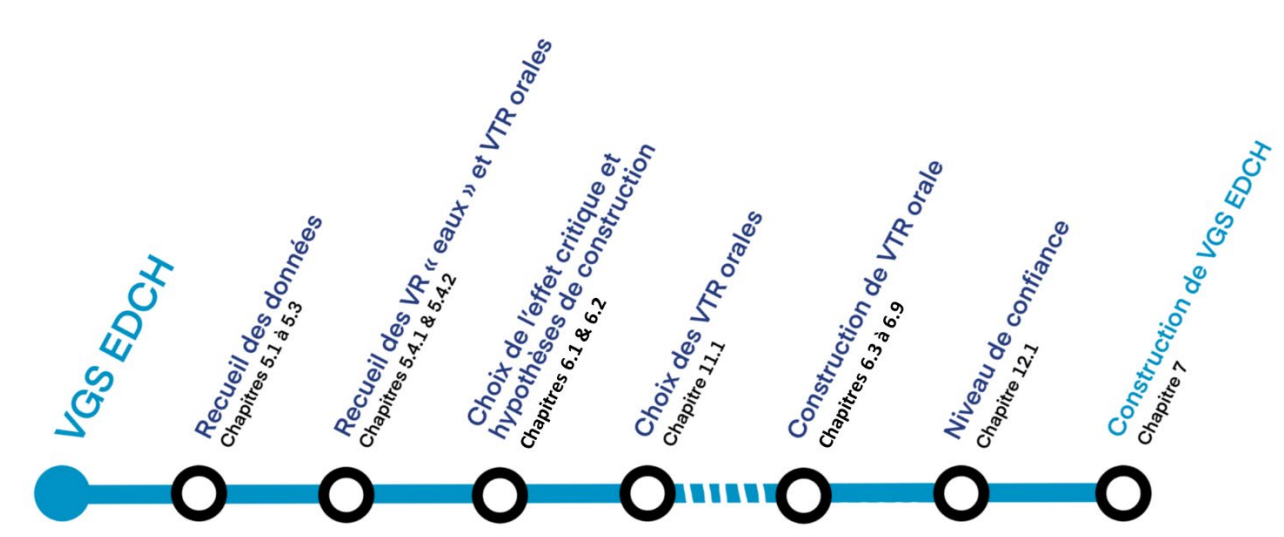 VGS EDCH
Recueil des données
Chapitres 5.1 à 5.3
Recueil des VR « eaux » et VTR orales
Chapitres 5.4.1 & 5.4.2
Choix de l'effet critique et
hypothèses de construction
Chapitres 6.1 & 6.2
Choix des VTR orales
Chapitre 11.1
Construction de VTR orale
Chapitres 6.3 à 6.9
Niveau de confiance
Chapitre 12.1
Construction de VGS EDCH
Chapitre 7